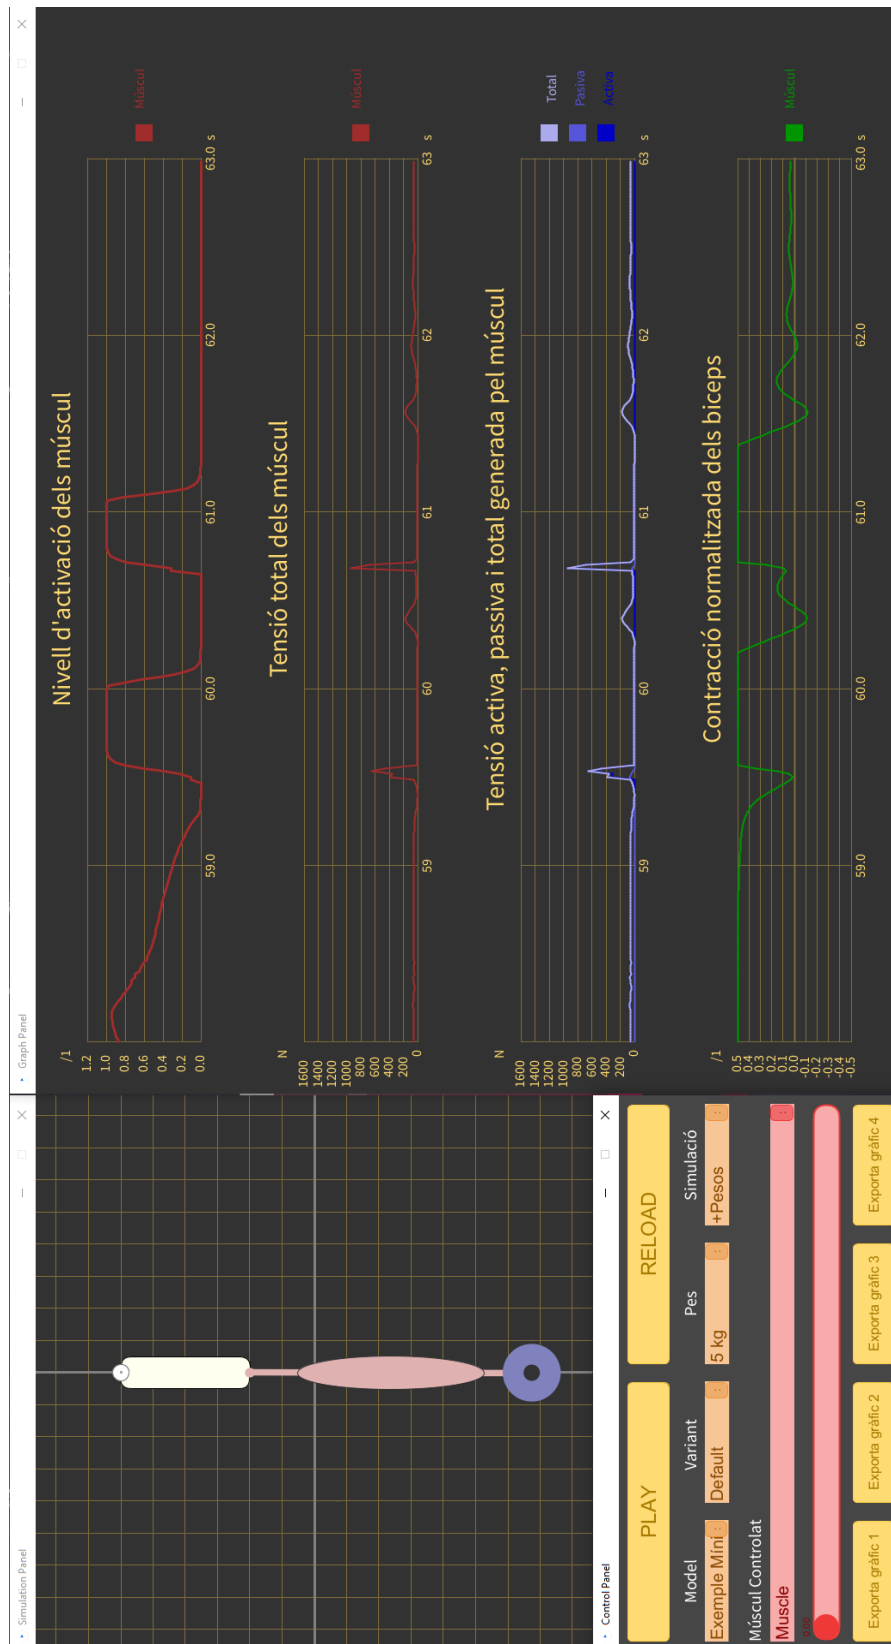 Simulation Panel
Control Panel
PLAY
RELOAD
Model
Variant
Pes
Simulació
Exemple Míni
Default
5 kg
+Pesos
Múscul Controlat
Muscle
0.00
Exporta gràfic 1
Exporta gràfic 2
Exporta gràfic 3
Exporta gràfic 4
Graph Panel
Nivell d'activació dels múscul
/1
1.2
1.0
0.8
0.6
0.4
0.2
0.0
59.0
60.0
61.0
62.0
63.0 s
Múscul
Tensió total dels múscul
N
1600
1400
1200
1000
800
600
400
200
0
59
60
61
62
63 s
Múscul
Tensió activa, passiva i total generada pel múscul
N
1600
1400
1200
1000
800
600
400
200
0
59
60
61
62
63 s
Total
Pasiva
Activa
Contracció normalitzada dels biceps
/1
0.5
0.4
0.3
0.2
0.1
0.0
-0.1
-0.2
-0.3
-0.4
-0.5
59.0
60.0
61.0
62.0
63.0 s
Múscul